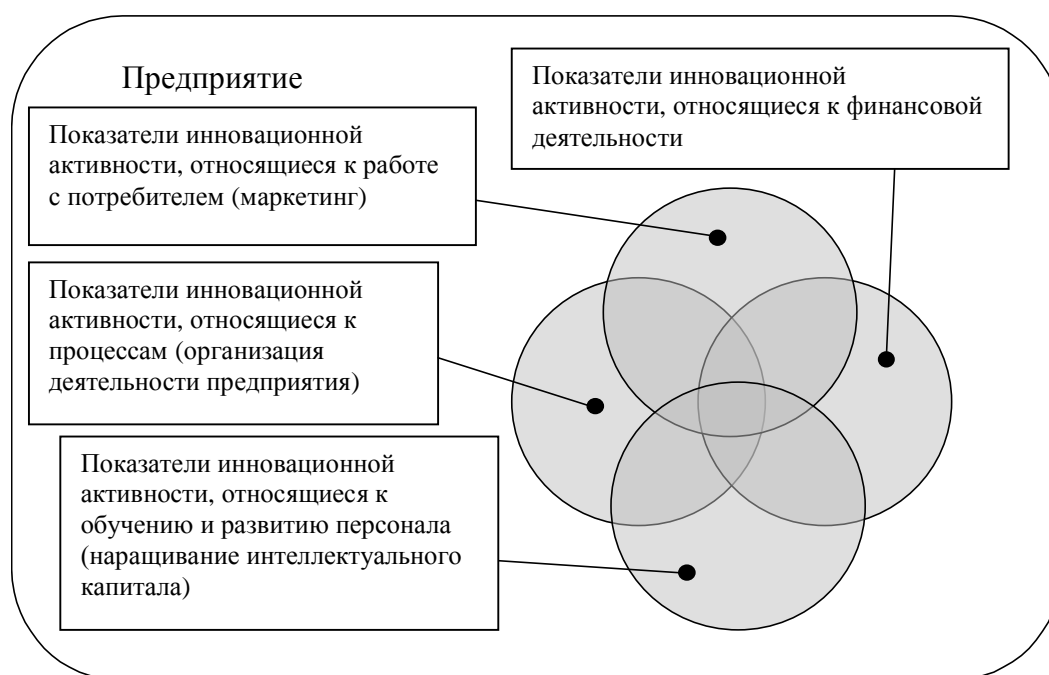 Предприятие
Показатели инновационной
активности, относящиеся к финансовой
деятельности
Показатели инновационной
активности, относящиеся к работе
с потребителем (маркетинг)
Показатели инновационной
активности, относящиеся к
процессам (организация
деятельности предприятия)
Показатели инновационной
активности, относящиеся к
обучению и развитию персонала
(наращивание интеллектуального
капитала)